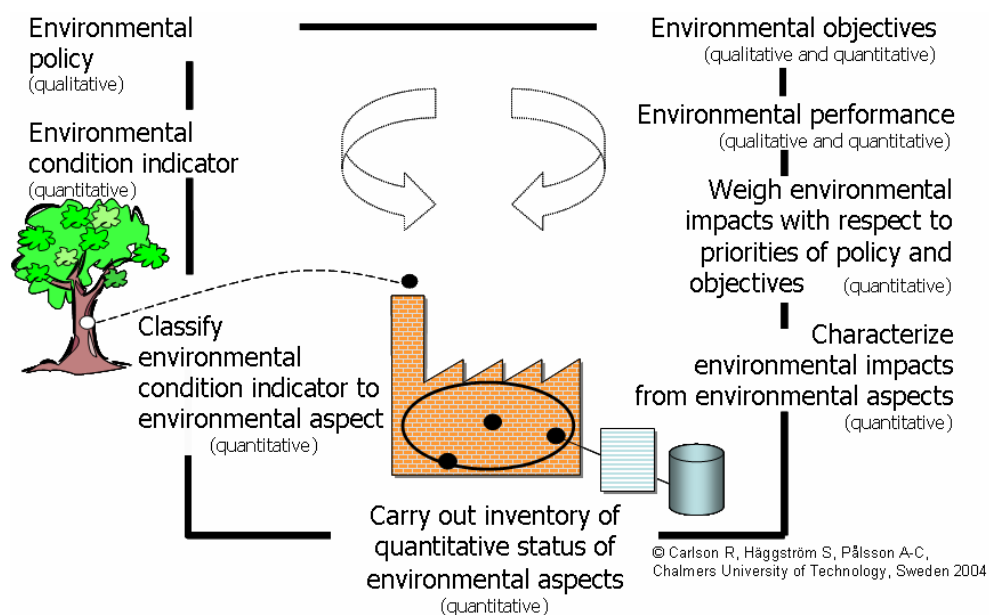 Environmental
policy
(qualitative)
Environmental
condition indicator
(quantitative)
Classify
environmental
condition indicator to
environmental aspect
(quantitative)
Carry out inventory of
quantitative status of
environmental aspects
(quantitative)
Environmental objectives
(qualitative and quantitative)
Environmental performance
(qualitative and quantitative)
Weigh environmental
impacts with respect to
priorities of policy and
objectives (quantitative)
Characterize
environmental impacts
from environmental aspects
(quantitative)
© Carlson R, Häggström S, Pålsson A-C,
Chalmers University of Technology, Sweden 2004